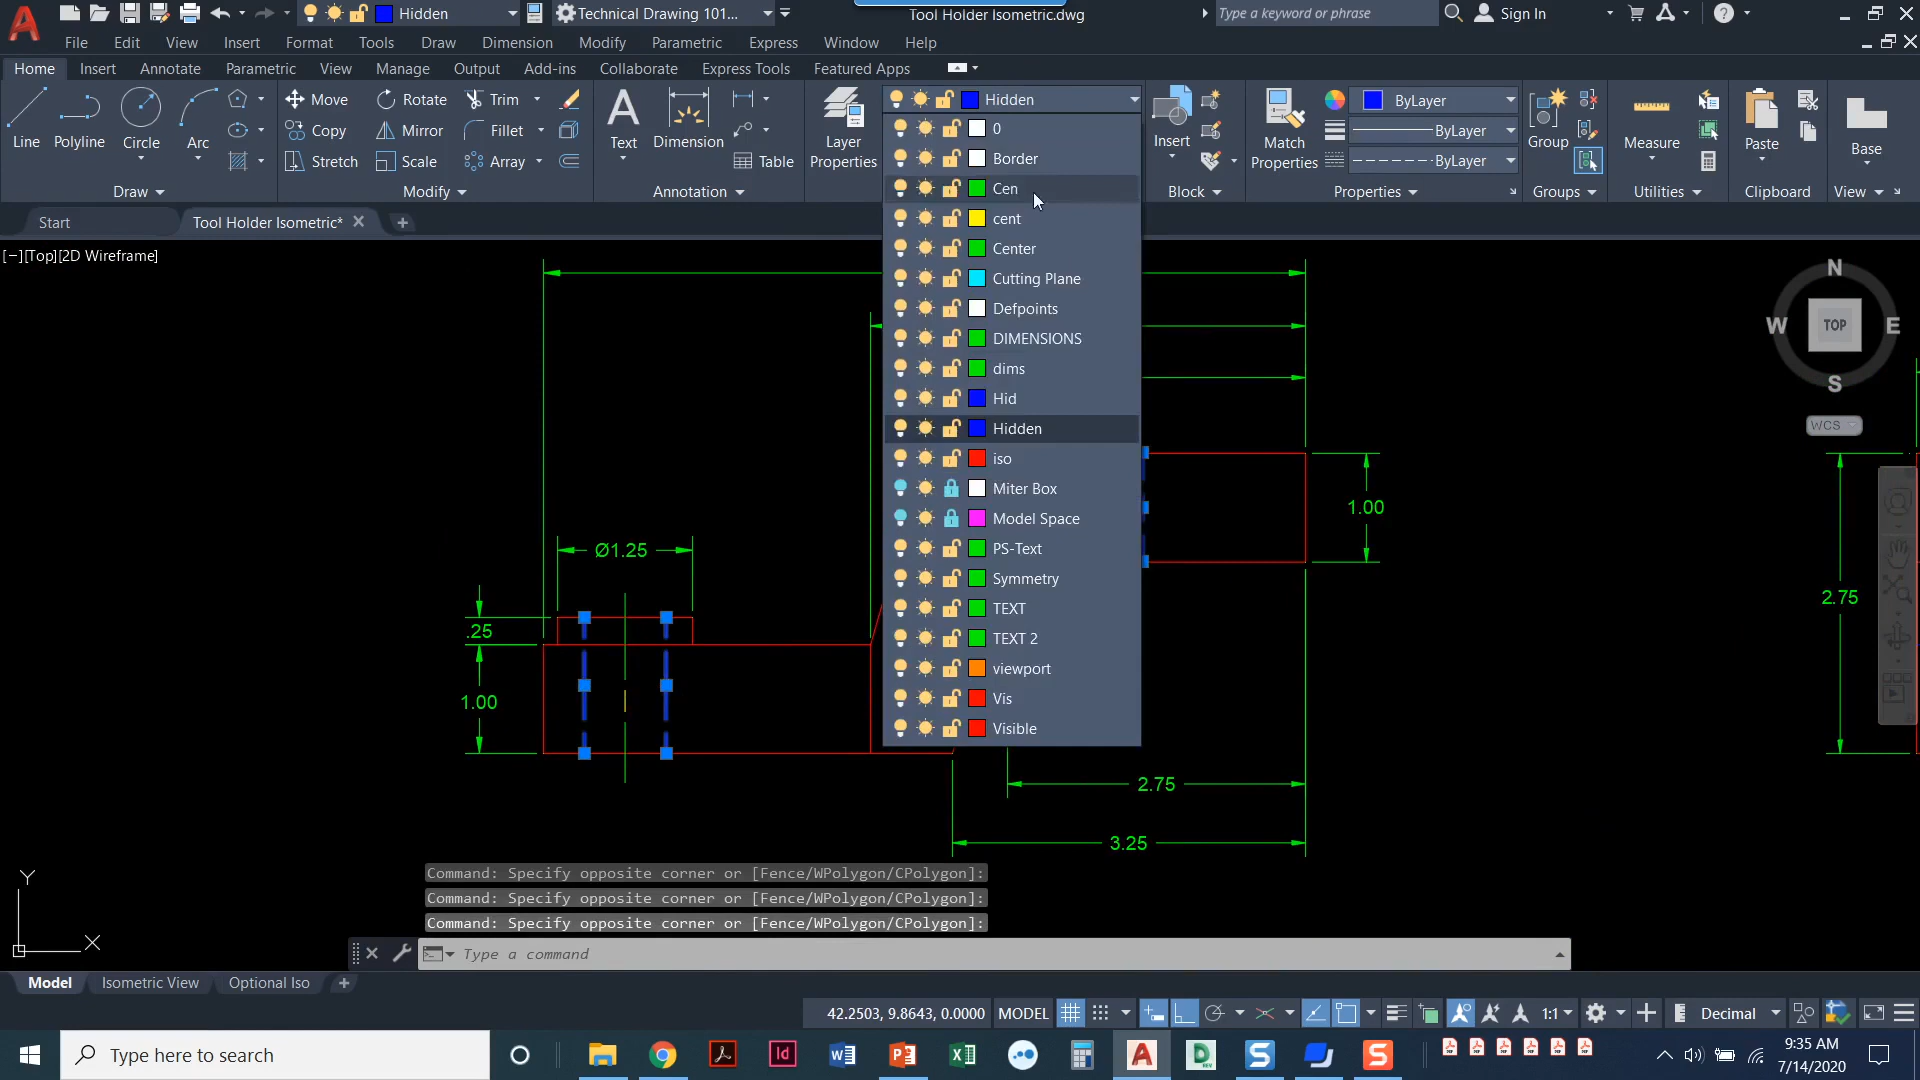 Hidden
Technical Drawing 101...
Tool Holder Isometric.dwg
Type a keyword or phrase
Sign In
File Edit View Insert Format Tools Draw Dimension Modify Parametric Express Window Help
Home Insert Annotate Parametric View Manage Output Add-ins Collaborate Express Tools Featured Apps
Line
Polyline
Circle
Arc
Draw
Move
Rotate
Trim
Copy
Mirror
Fillet
Stretch
Scale
Array
Modify
Text
Dimension
Table
Annotation
Layer
Properties
Hidden
0
Border
Cen
cent
Center
Cutting Plane
Defpoints
DIMENSIONS
dims
Hid
Hidden
iso
Miter Box
Model Space
PS-Text
Symmetry
TEXT
TEXT 2
viewport
Vis
Visible
Insert
Block
Match
Properties
ByLayer
ByLayer
ByLayer
Properties
Group
Groups
Measure
Utilities
Paste
Clipboard
Base
View
Start
Tool Holder Isometric*
[−][Top][2D Wireframe]
N
W
TOP
E
S
WCS
1.00
Ø1.25
.25
1.00
2.75
2.75
3.25
Y
X
Command: Specify opposite corner or [Fence/WPolygon/CPolygon]:
Command: Specify opposite corner or [Fence/WPolygon/CPolygon]:
Command: Specify opposite corner or [Fence/WPolygon/CPolygon]:
Type a command
Model
Isometric View
Optional Iso
42.2503, 9.8643, 0.0000
MODEL
1:1
Decimal
Type here to search
9:35 AM
7/14/2020